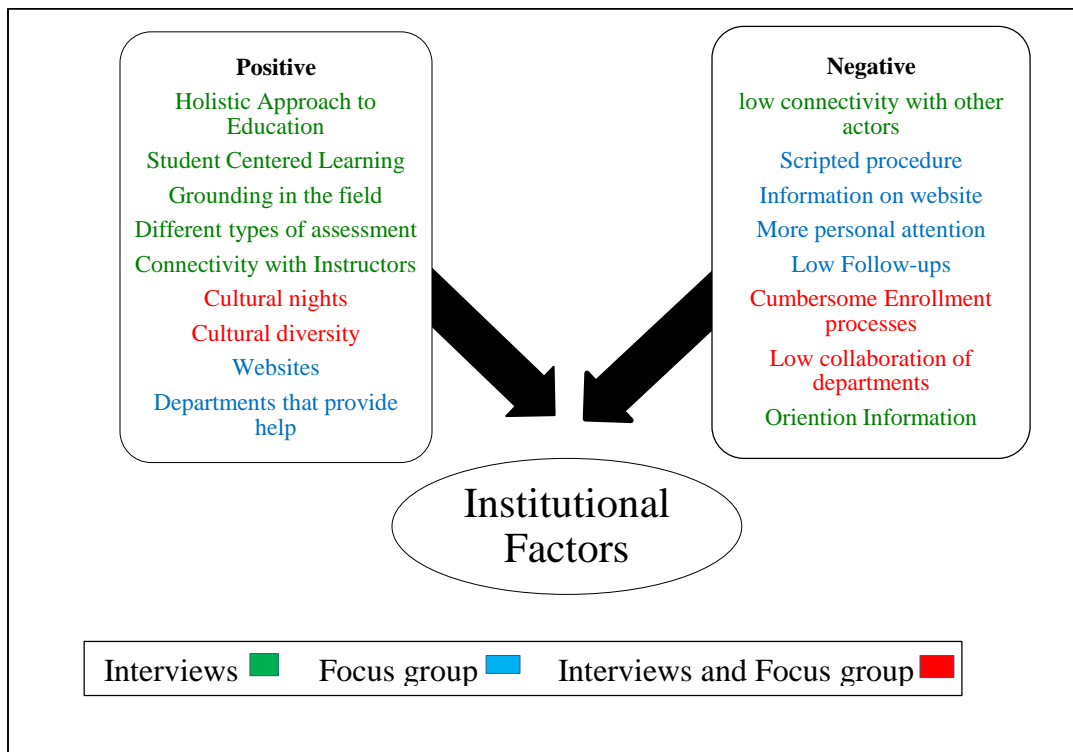 Positive
Holistic Approach to
Education
Student Centered Learning
Grounding in the field
Different types of assessment
Connectivity with Instructors
Cultural nights
Cultural diversity
Websites
Departments that provide
help
Negative
low connectivity with other
actors
Scripted procedure
Information on website
More personal attention
Low Follow-ups
Cumbersome Enrollment
processes
Low collaboration of
departments
Oriention Information
Institutional
Factors
Interviews
Focus group
Interviews and Focus group